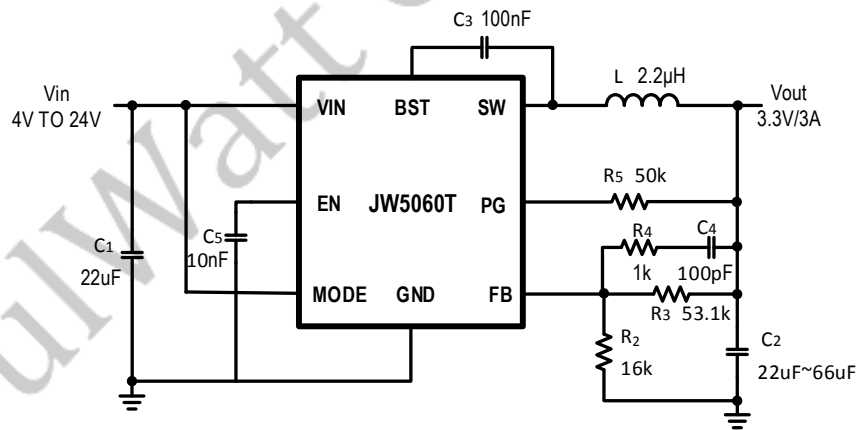 C3 100nF
Vin
4V TO 24V
VIN
BST
SW
L 2.2µH
Vout
3.3V/3A
EN
JW5060T
PG
R5 50k
C1
22uF
C5
10nF
R4
1k
C4
100pF
MODE
GND
FB
R3 53.1k
R2
16k
C2
22uF~66uF
ulWatt